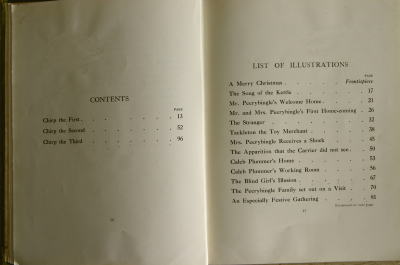 CONTENTS
PAGE
Chirp the First . . . . . . . 13
Chirp the Second . . . . . . 52
Chirp the Third . . . . . . . 96
LIST OF ILLUSTRATIONS
PAGE
A Merry Christmas . . . . . . Frontispiece
The Song of the Kettle . . . . . . 17
Mr. Peerybingle's Welcome Home . . . . 21
Mr. and Mrs. Peerybingle's First Home-coming . 26
The Stranger . . . . . . . 32
Tackleton the Toy Merchant . . . . . 38
Mrs. Peerybingle Receives a Shock . . . . 45
The Apparition that the Carrier did not see . . 50
Caleb Plummer's Home . . . . . . 53
Caleb Plummer's Working Room . . . . 56
The Blind Girl's Illusion . . . . . 67
The Peerybingle Family set out on a Visit . . 70
An Especially Festive Gathering . . . . 81